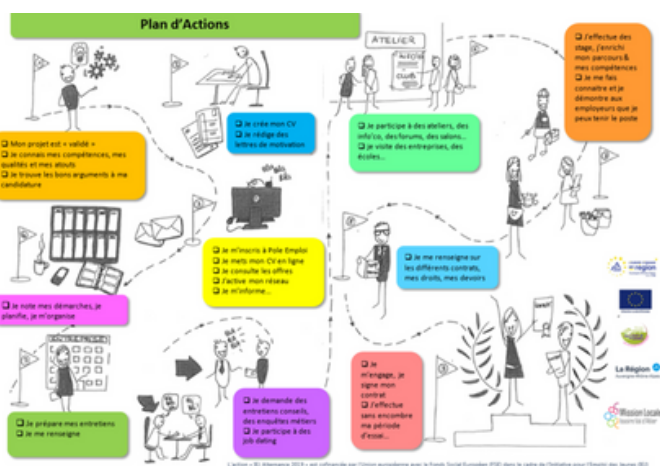 Plan d'Actions
❑ Mon projet est « validé »
❑ Je connais mes compétences, mes
qualités et mes atouts
❑ Je trouve les bons arguments à ma
candidature
❑ Je crée mon CV
❑ Je rédige des
lettres de motivation
❑ Je note mes démarches, je
planifie, je m'organise
❑ Je m'inscris à Pole Emploi
❑ Je mets mon CV en ligne
❑ Je consulte les offres
❑ J'active mon réseau
❑ Je m'informe...
❑ Je prépare mes entretiens
❑ Je me renseigne
❑ Je demande des
entretiens conseils,
des enquêtes métiers
❑ Je participe à des
job dating
ATELIER
CLUB
❑ Je participe à des ateliers, des
info'co, des forums, des salons...
❑ je visite des entreprises, des
écoles...
❑ J'effectue des
stage, j'enrichi
mon parcours &
mes compétences
❑ Je me fais
connaitre et je
démontre aux
employeurs que je
peux tenir le poste
❑ Je me renseigne sur
les différents contrats,
mes droits, mes devoirs
❑ Je
m'engage, je
signe mon
contrat
❑ J'effectue
sans encombre
ma période
d'essai...
La Région
Mission Locale